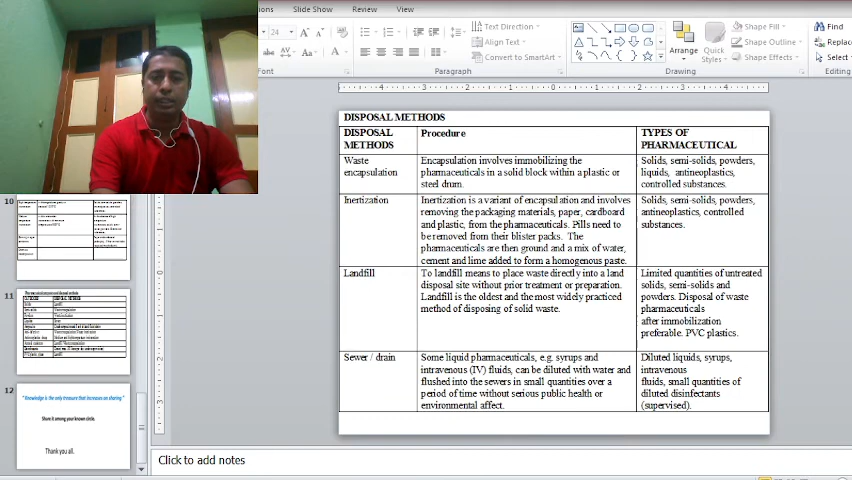 Slide Show
Review
View
24
Text Direction
Align Text
Convert to SmartArt
Font
Paragraph
Arrange
Quick
Styles
Shape Fill
Shape Outline
Shape Effects
Drawing
Find
Replac
Select
Editing
DISPOSAL METHODS
DISPOSAL
METHODS
Procedure
TYPES OF
PHARMACEUTICAL
Waste
encapsulation
Encapsulation involves immobilizing the
pharmaceuticals in a solid block within a plastic or
steel drum.
Solids, semi-solids, powders,
liquids, antineoplastics,
controlled substances.
Inertization
Inertization is a variant of encapsulation and involves
removing the packaging materials, paper, cardboard
and plastic, from the pharmaceuticals. Pills need to
be removed from their blister packs. The
pharmaceuticals are then ground and a mix of water,
cement and lime added to form a homogenous paste.
Solids, semi-solids, powders,
antineoplastics, controlled
substances.
Landfill
To landfill means to place waste directly into a land
disposal site without prior treatment or preparation.
Landfill is the oldest and the most widely practiced
method of disposing of solid waste.
Limited quantities of untreated
solids, semi-solids and
powders. Disposal of waste
pharmaceuticals
after immobilization
preferable. PVC plastics.
Sewer / drain
Some liquid pharmaceuticals, e.g. syrups and
intravenous (IV) fluids, can be diluted with water and
flushed into the sewers in small quantities over a
period of time without serious public health or
environmental affect.
Diluted liquids, syrups,
intravenous
fluids, small quantities of
diluted disinfectants
(supervised).
10
11
12
"Knowledge is the only treasure that increases on sharing"
Share it among your known circle.
Thank you all.
Click to add notes